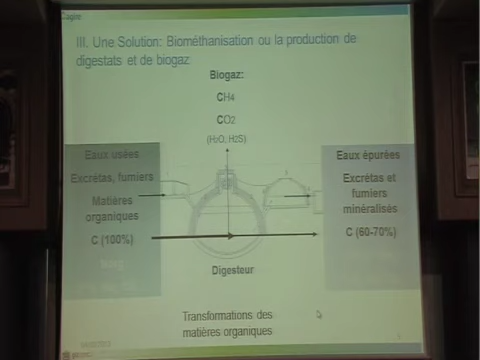 III. Une Solution: Biométhanisation ou la production de
digestats et de biogaz
Biogaz:
CH4
CO2
(H2O, H2S)
Eaux usées
Excrétas, fumiers
Matières
organiques
C (100%)
Eaux épurées
Excrétas et
fumiers
minéralisés
C (60-70%)
Digesteur
Transformations des
matières organiques